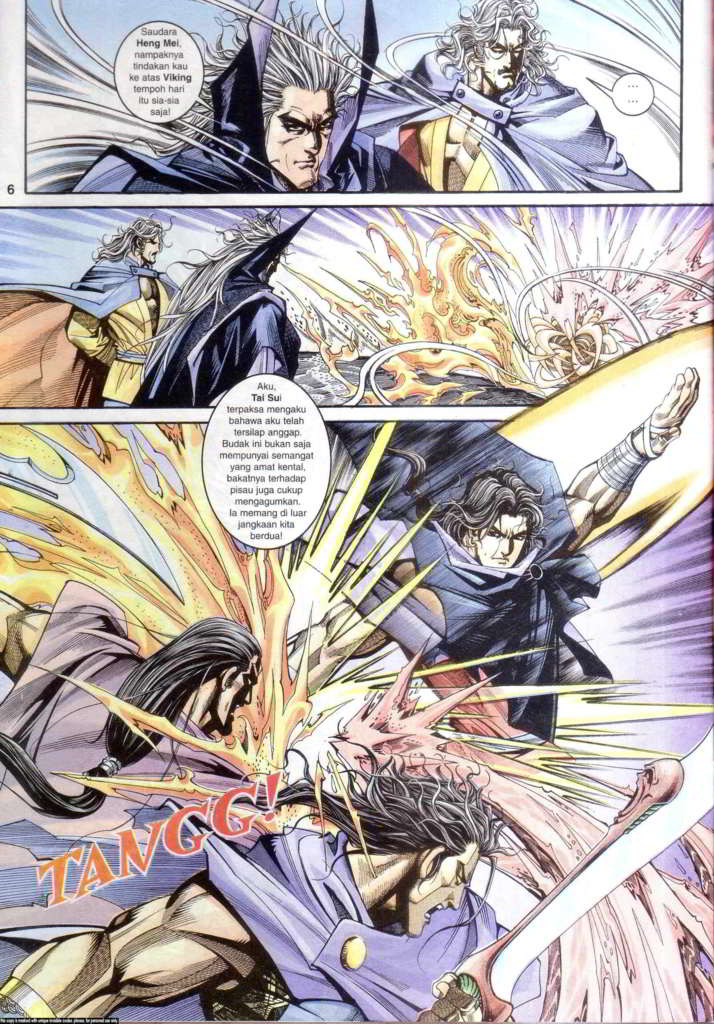 Saudara
Heng Mei,
nampaknya
tindakan kau
ke atas Viking
tempoh hari
itu sia-sia
saja!
...
...
6
Aku,
Tai Sui
terpaksa mengaku
bahawa aku telah
tersilap anggap.
Budak ini bukan saja
mempunyai semangat
yang amat kental,
bakatnya terhadap
pisau juga cukup
mengagumkan.
Ia memang di luar
jangkaan kita
berdua!
TANGG!